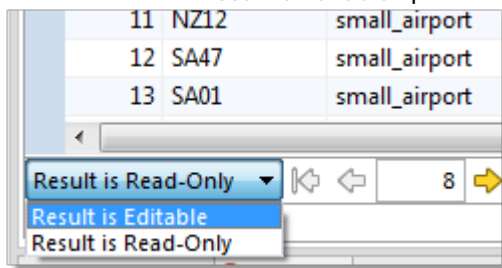 11 NZ12 small_airport
12 SA47 small_airport
13 SA01 small_airport
Result is Read-Only 8
Result is Editable
Result is Read-Only